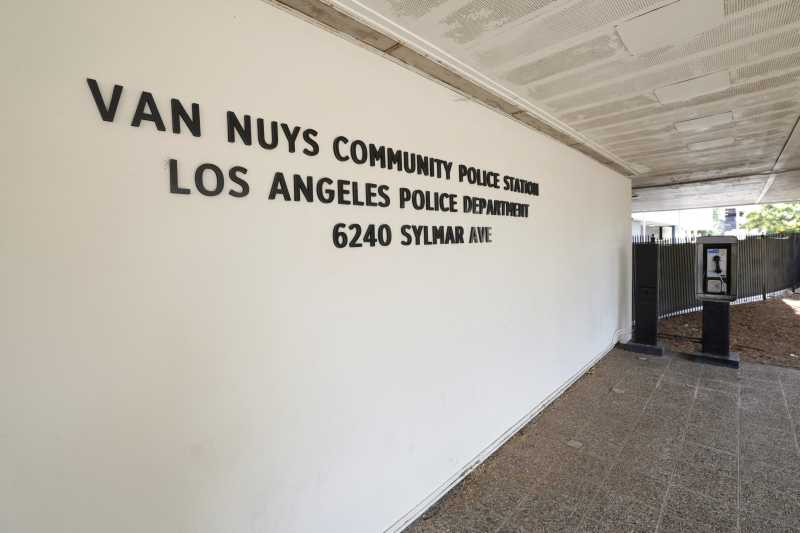 VAN NUYS COMMUNITY POLICE STATION
LOS ANGELES POLICE DEPARTMENT
6240 SYLMAR AVE